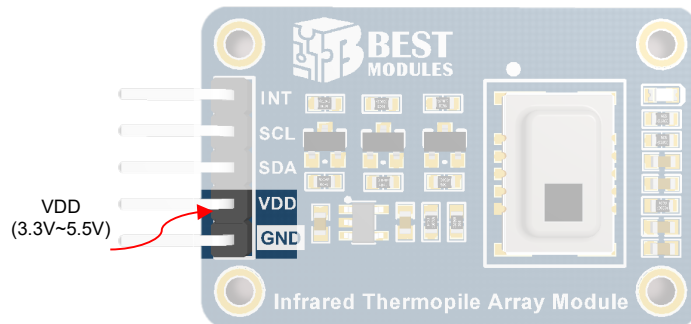 BEST
MODULES
INT
SCL
SDA
VDD
GND
VDD
(3.3V~5.5V)
Infrared Thermopile Array Module